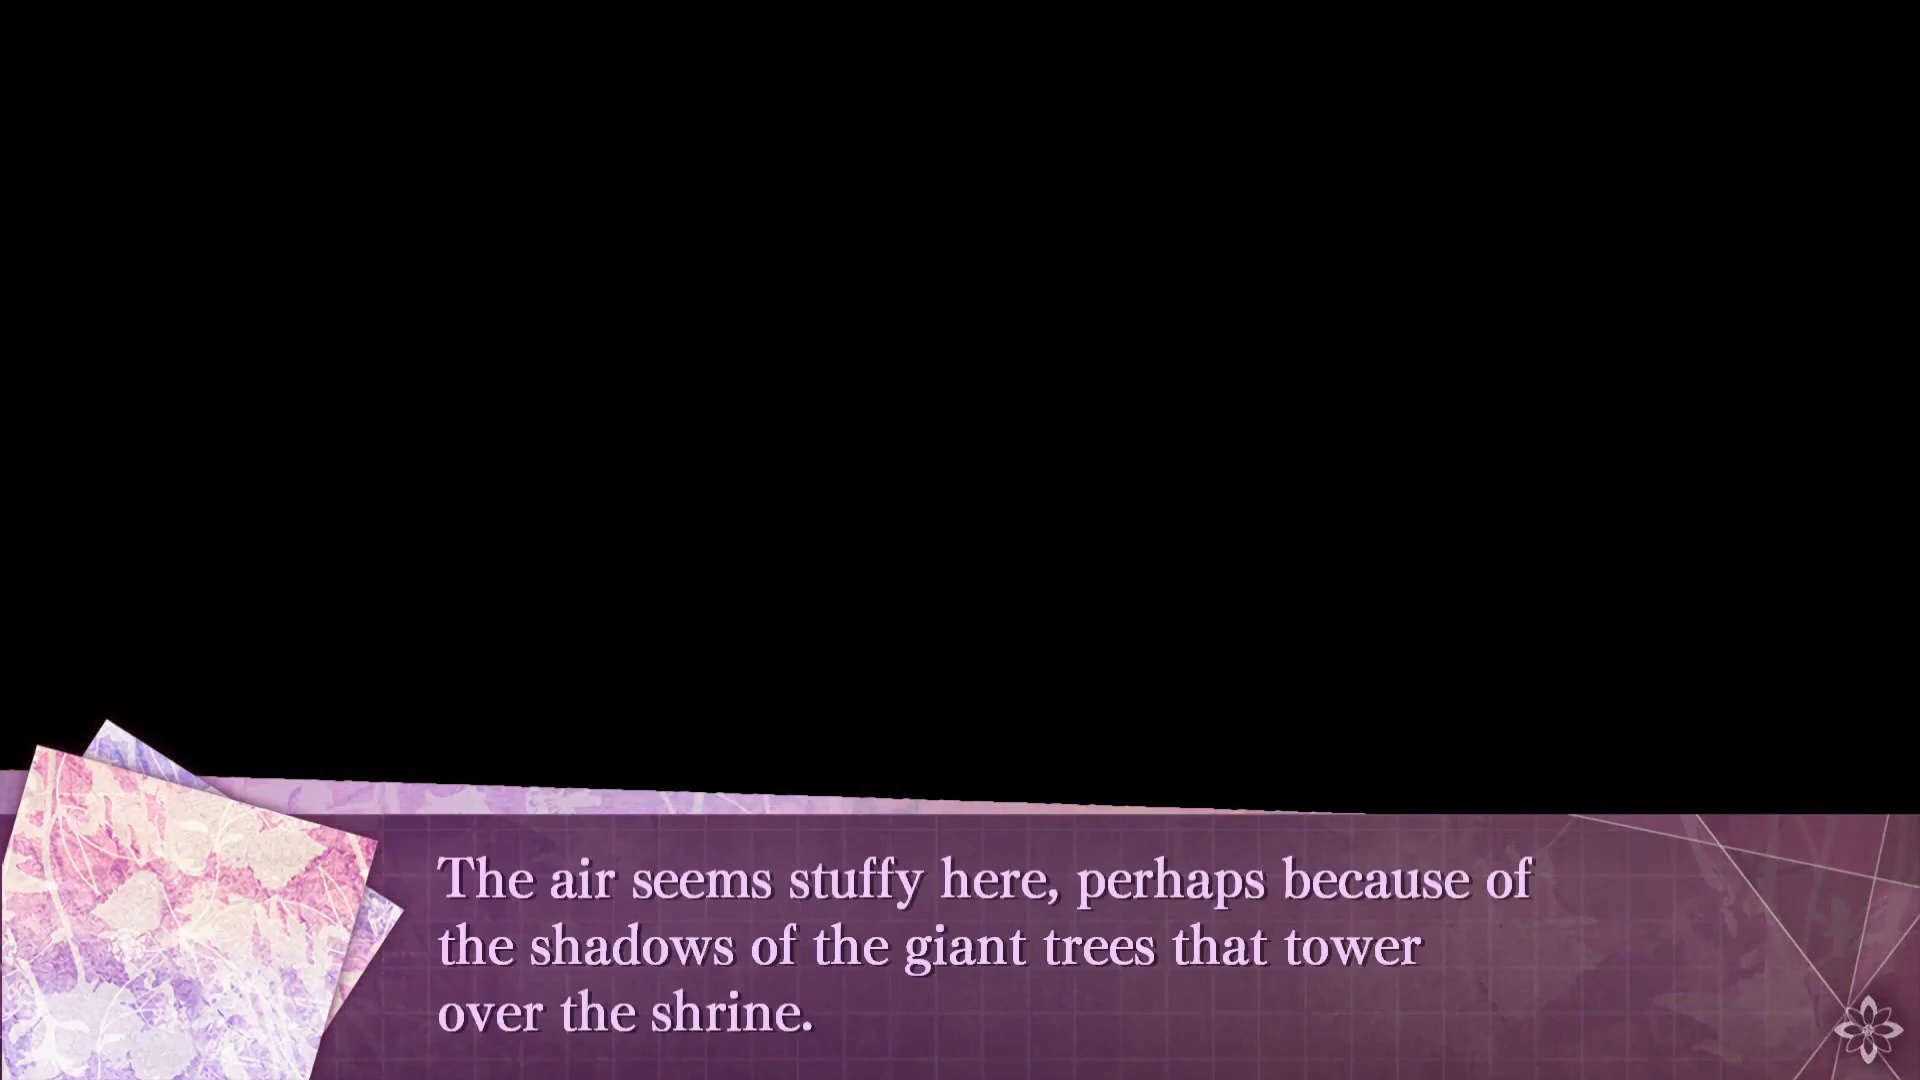 The air seems stuffy here, perhaps because of
the shadows of the giant trees that tower
over the shrine.